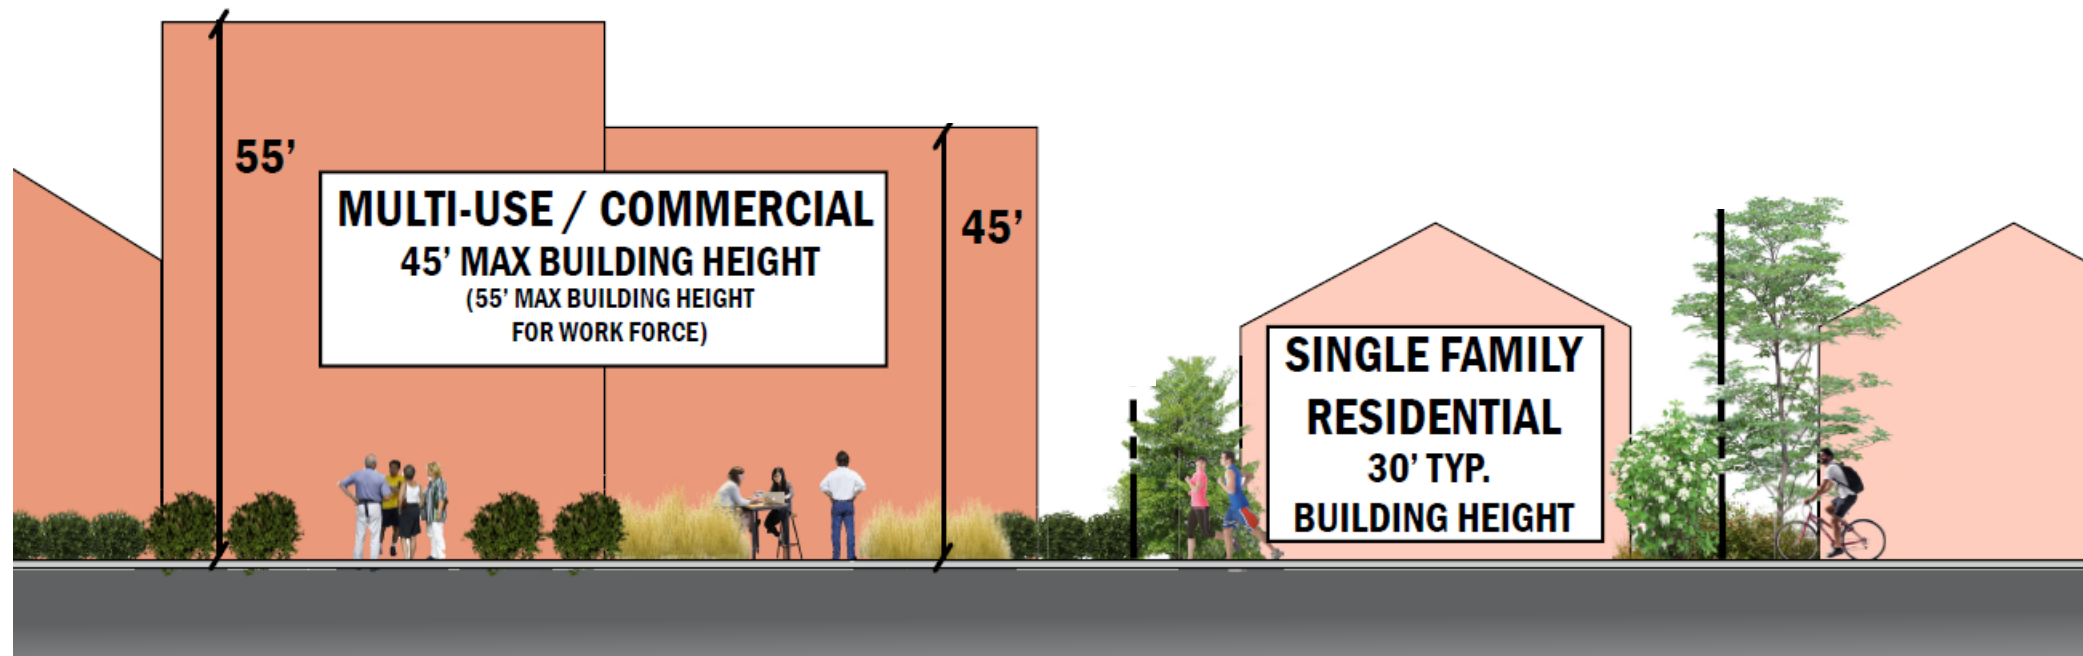 55’
MULTI-USE / COMMERCIAL
45’ MAX BUILDING HEIGHT
(55’ MAX BUILDING HEIGHT
FOR WORK FORCE)
45’
SINGLE FAMILY
RESIDENTIAL
30’ TYP.
BUILDING HEIGHT